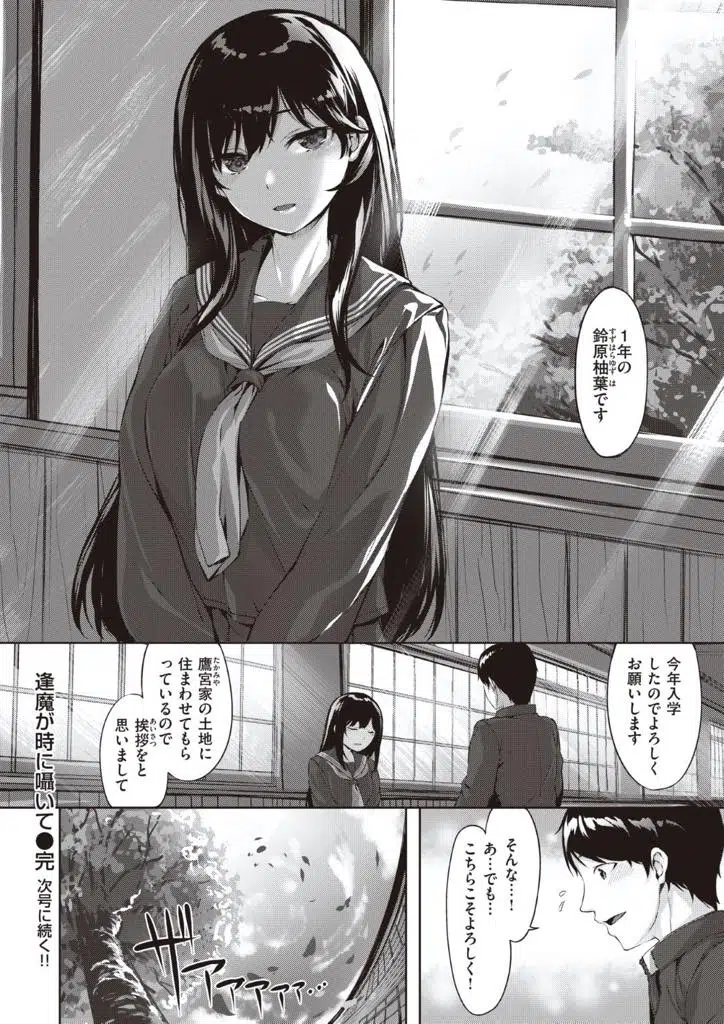 1年の
鈴原柚葉です
すずはらゆずは
今年入学
したのでよろしく
お願いします
鷹宮家の土地に
たかみや
住まわせてもら
っているので
挨拶をと
あいさつ
思いまして
そんな…!
あ…でも…
こちらこそよろしく!
ザァアァァァ…
逢魔が時に囁いて●完 次号に続く!!